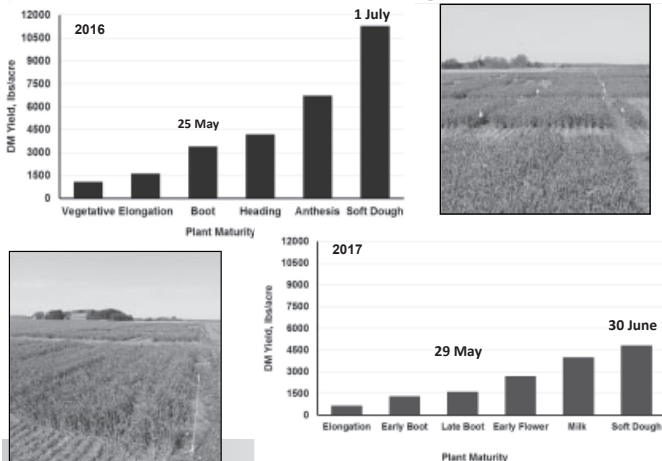 2016
1 July
25 May
DM Yield, lbs/acre
12000
10500
9000
7500
6000
4500
3000
1500
0
Vegetative Elongation Boot Heading Anthesis Soft Dough
Plant Maturity
2017
30 June
29 May
DM Yield, lbs/acre
12000
10500
9000
7500
6000
4500
3000
1500
0
Elongation Early Boot Late Boot Early Flower Milk Soft Dough
Plant Maturity